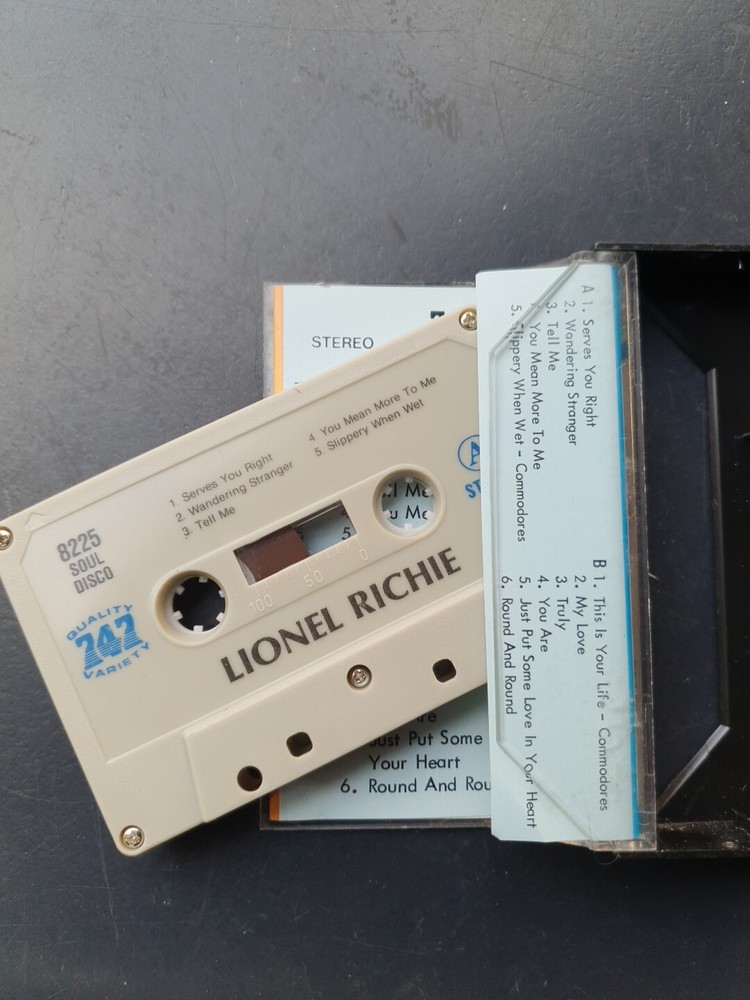 STEREO
1. Serves You Right
2. Wandering Stranger
3. Tell Me
4. You Mean More To Me
5. Slippery When Wet
A
8225
SOUL
DISCO
QUALITY
747
VARIETY
100 50 0
LIONEL RICHIE
5
Just Put Some
Your Heart
6. Round And Rou
A 1. Serves You Right
2. Wandering Stranger
3. Tell Me
4. You Mean More To Me
5. Slippery When Wet – Commodores
B 1. This Is Your Life – Commodores
2. My Love
3. Truly
4. You Are
5. Just Put Some Love In Your Heart
6. Round And Round